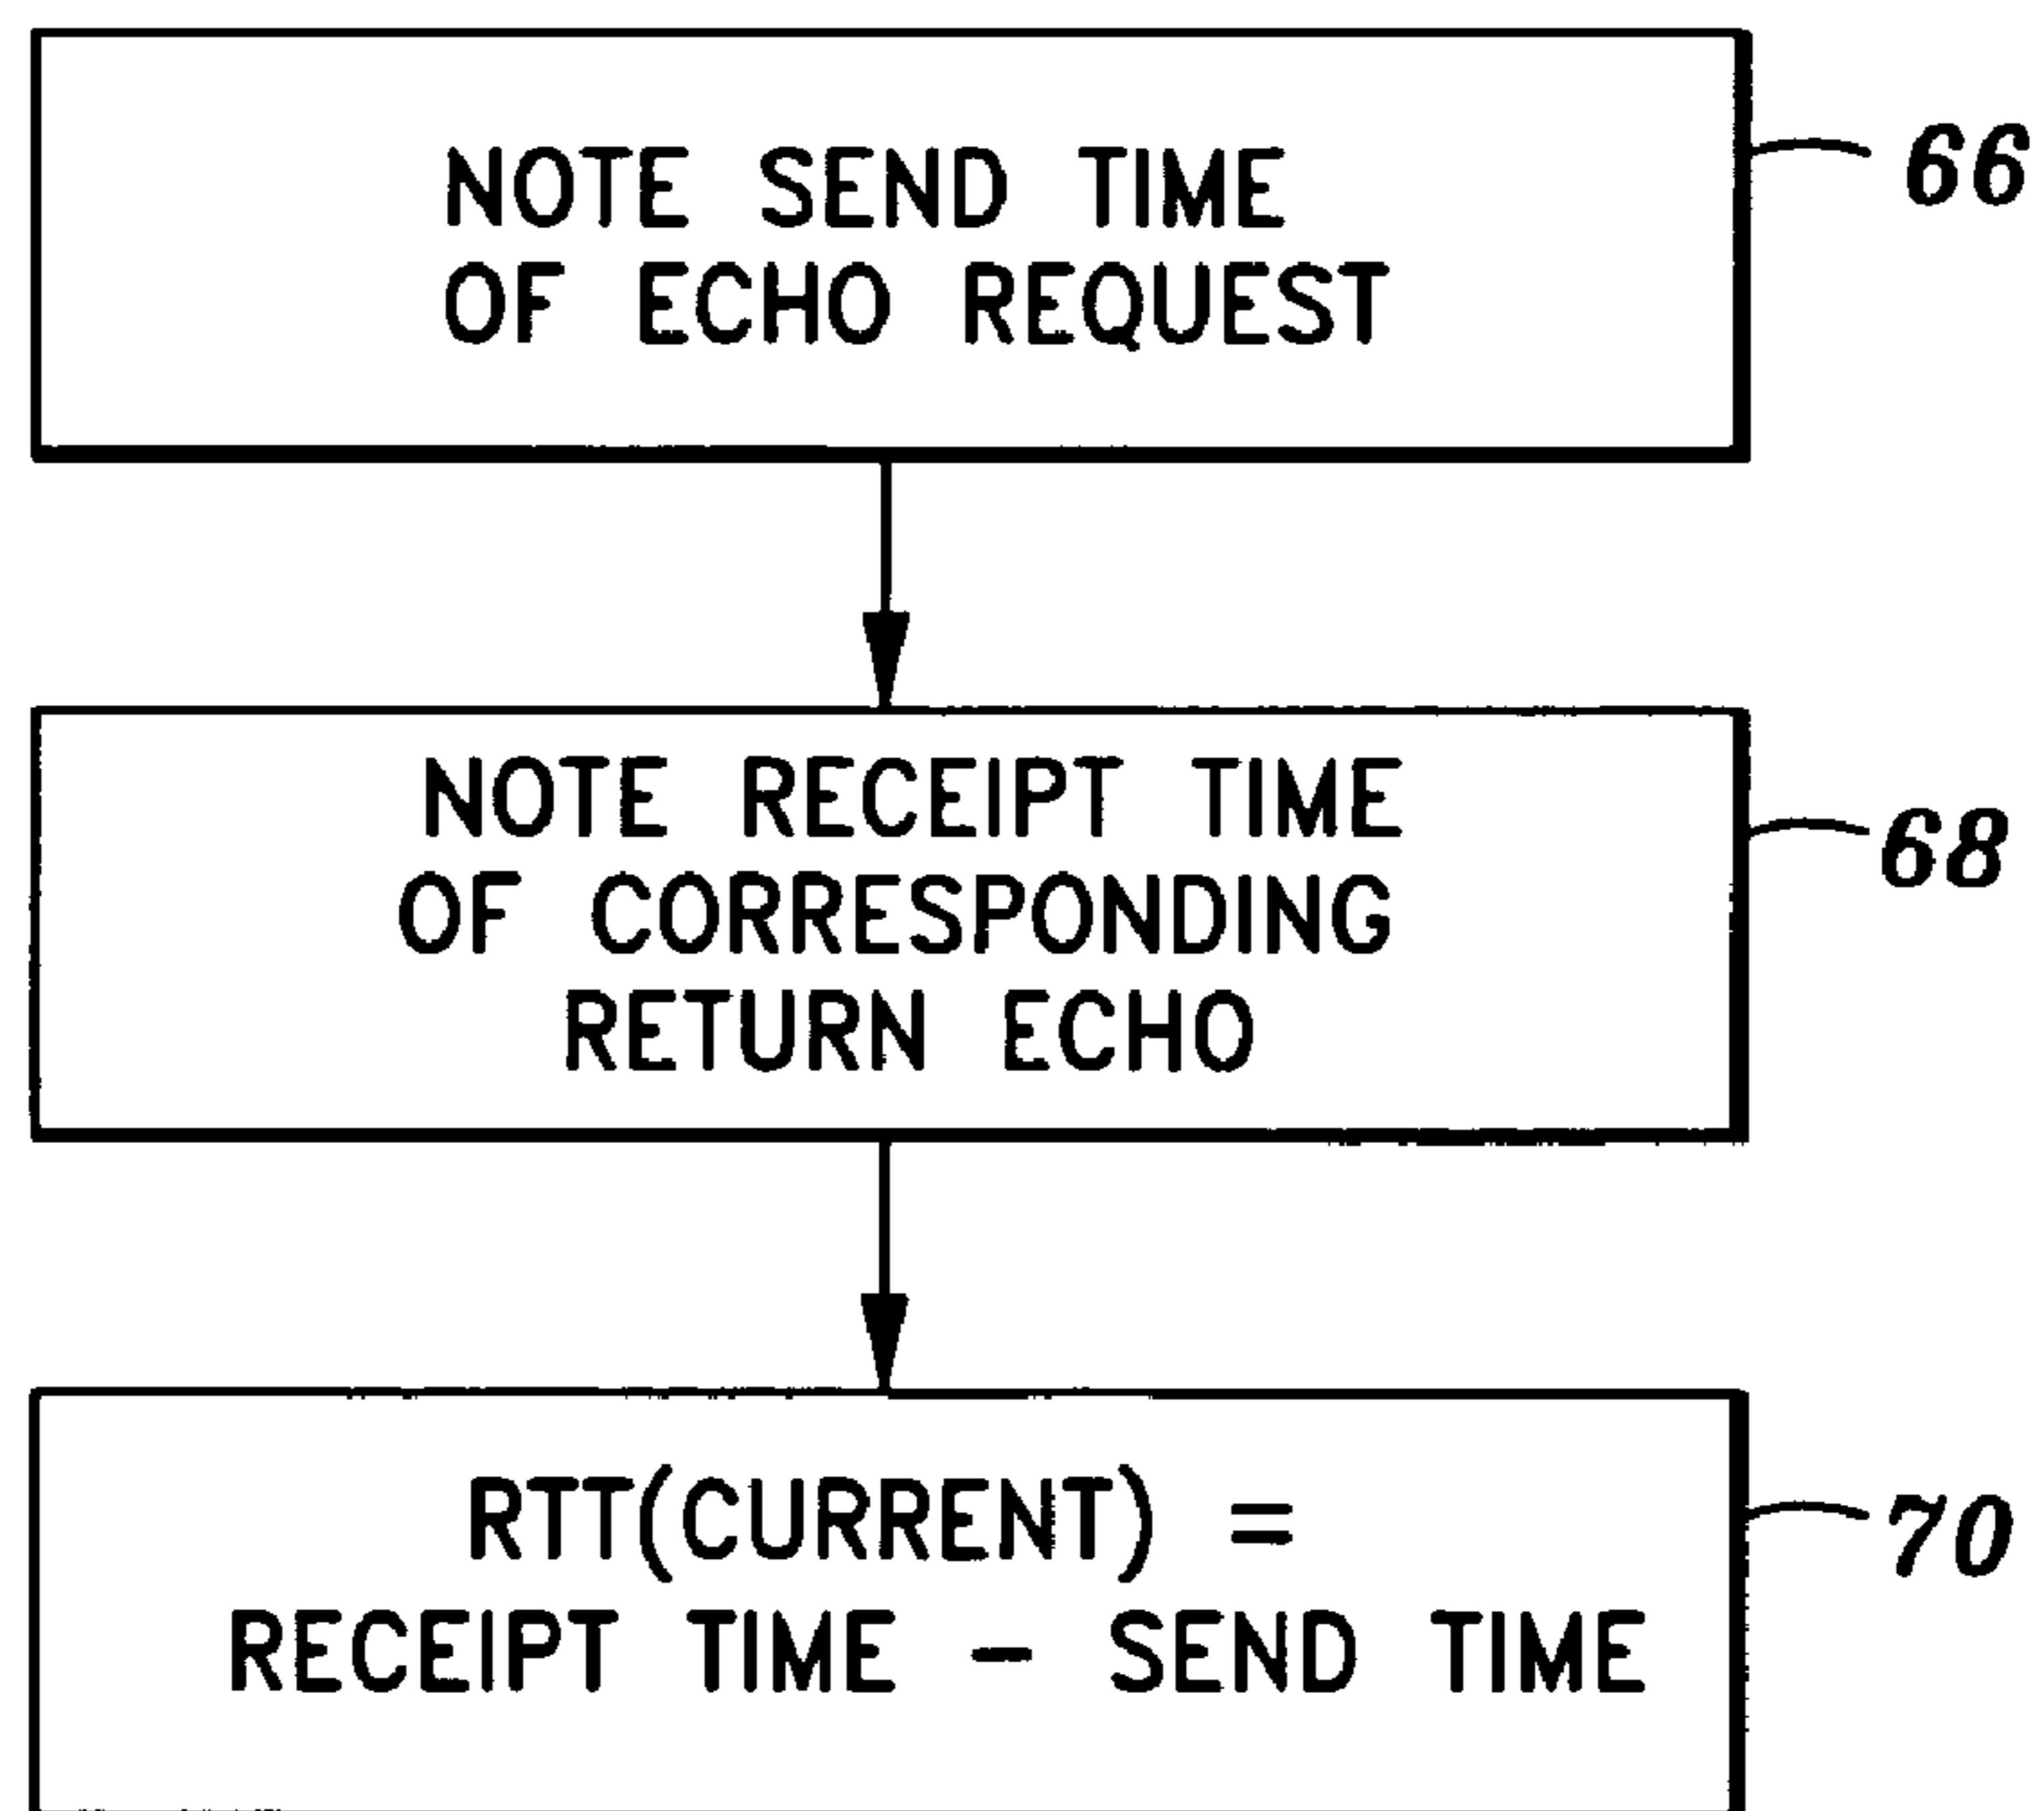 NOTE SEND TIME
OF ECHO REQUEST
66
NOTE RECEIPT TIME
OF CORRESPONDING
RETURN ECHO
68
RTT(CURRENT) =
RECEIPT TIME - SEND TIME
70